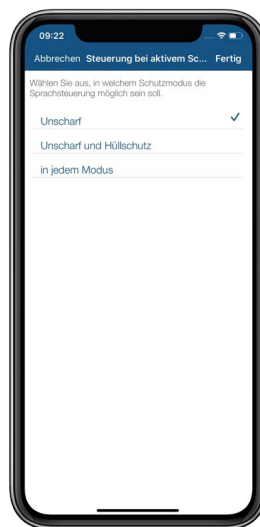 09:22
Abbrechen Steuerung bei aktivem Sc... Fertig
Wählen Sie aus, in welchem Schutzmodus die
Sprachsteuerung möglich sein soll.
Unscharf
Unscharf und Hüllschutz
in jedem Modus